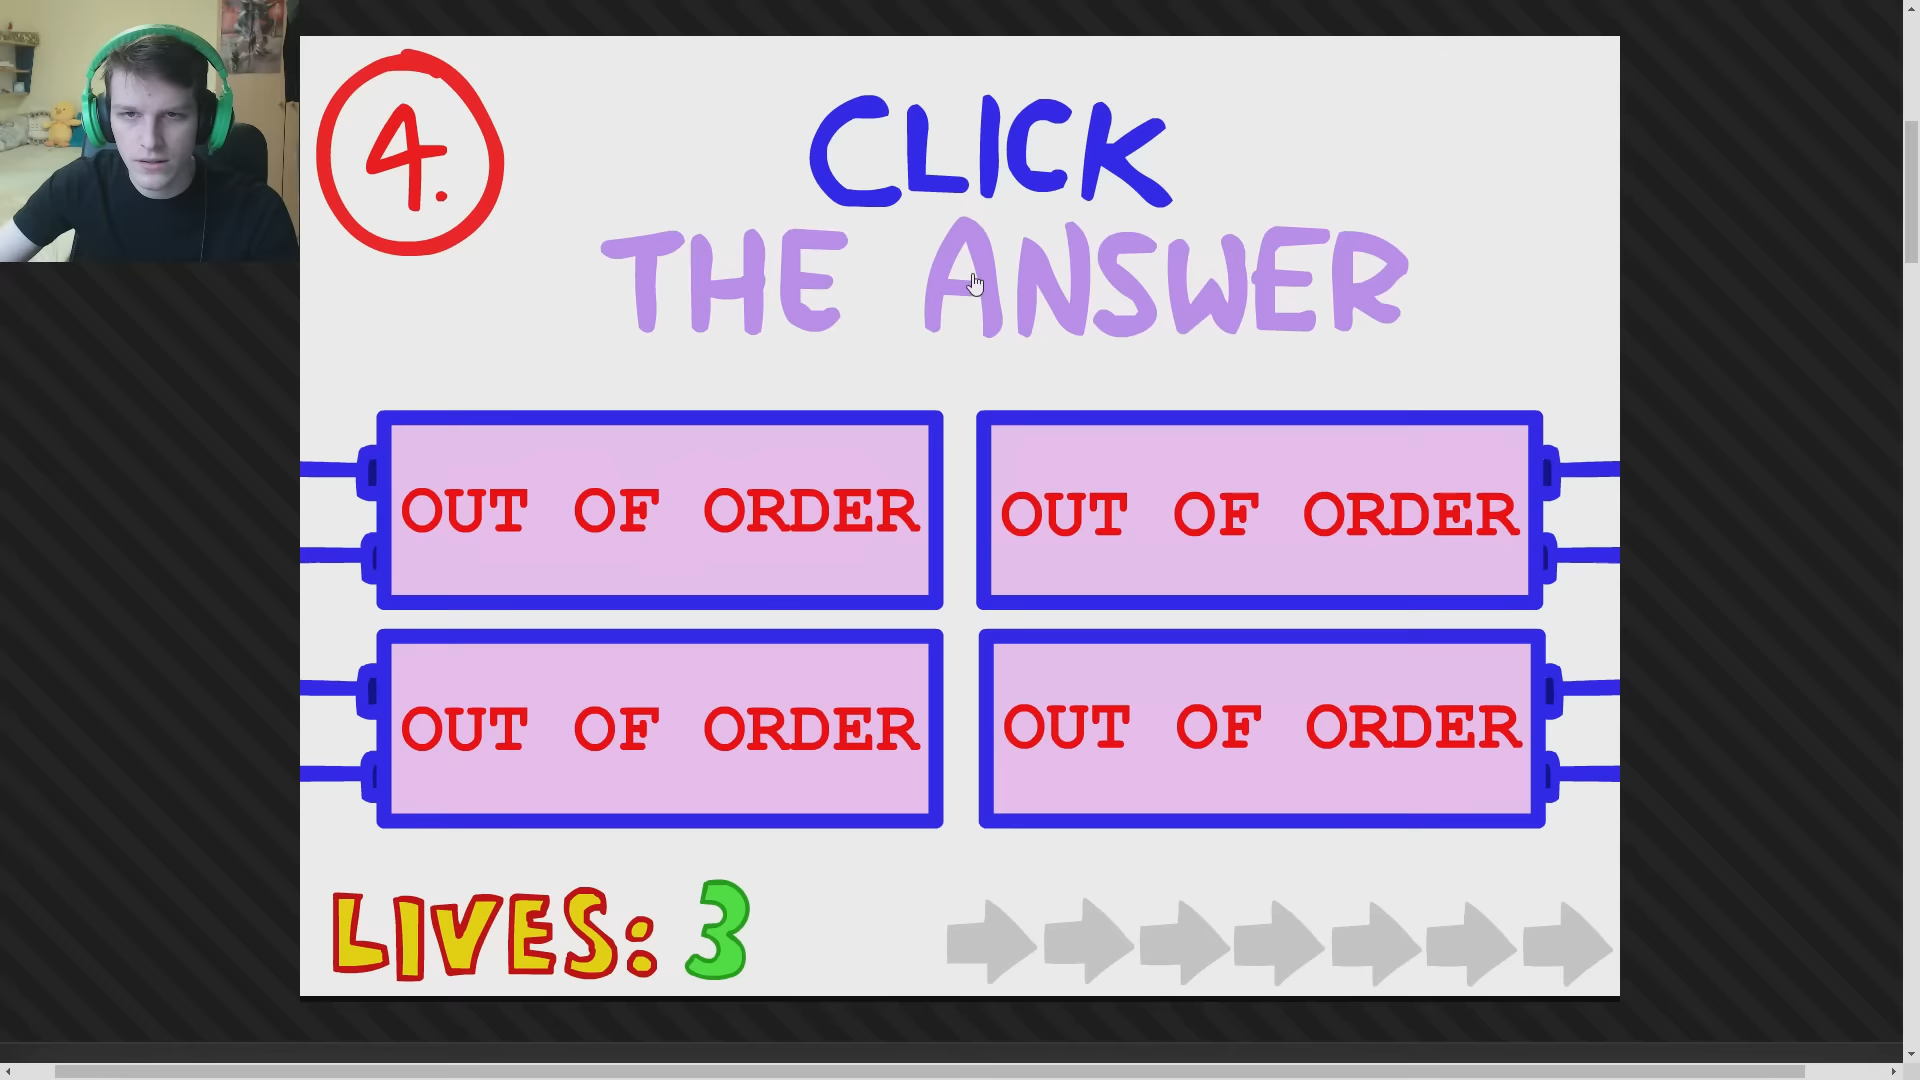 4.
CLICK
THE ANSWER
OUT OF ORDER
OUT OF ORDER
OUT OF ORDER
OUT OF ORDER
LIVES: 3